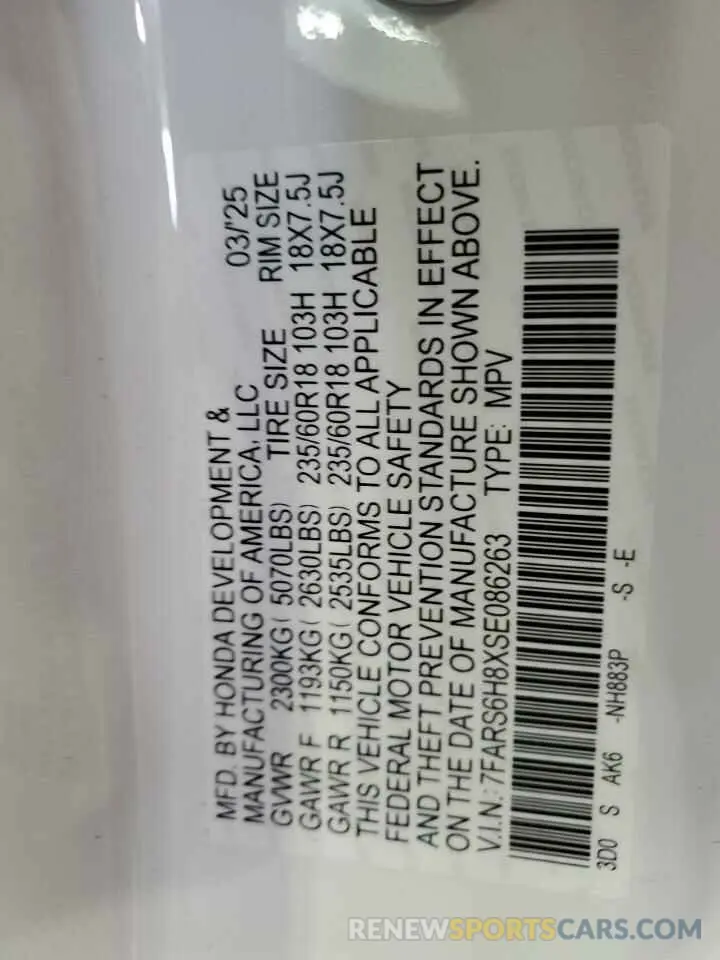 MFD. BY HONDA DEVELOPMENT &
MANUFACTURING OF AMERICA, LLC 03/'25
GVWR 2300KG( 5070LBS) TIRE SIZE RIM SIZE
GAWR F 1193KG( 2630LBS) 235/60R18 103H 18X7.5J
GAWR R 1150KG( 2535LBS) 235/60R18 103H 18X7.5J
THIS VEHICLE CONFORMS TO ALL APPLICABLE
FEDERAL MOTOR VEHICLE SAFETY
AND THEFT PREVENTION STANDARDS IN EFFECT
ON THE DATE OF MANUFACTURE SHOWN ABOVE.
V.I.N.: 7FARS6H8XSE086263 TYPE: MPV
3D0 S AK6 -NH883P -S -E
RENEWSPORTSCARS.COM